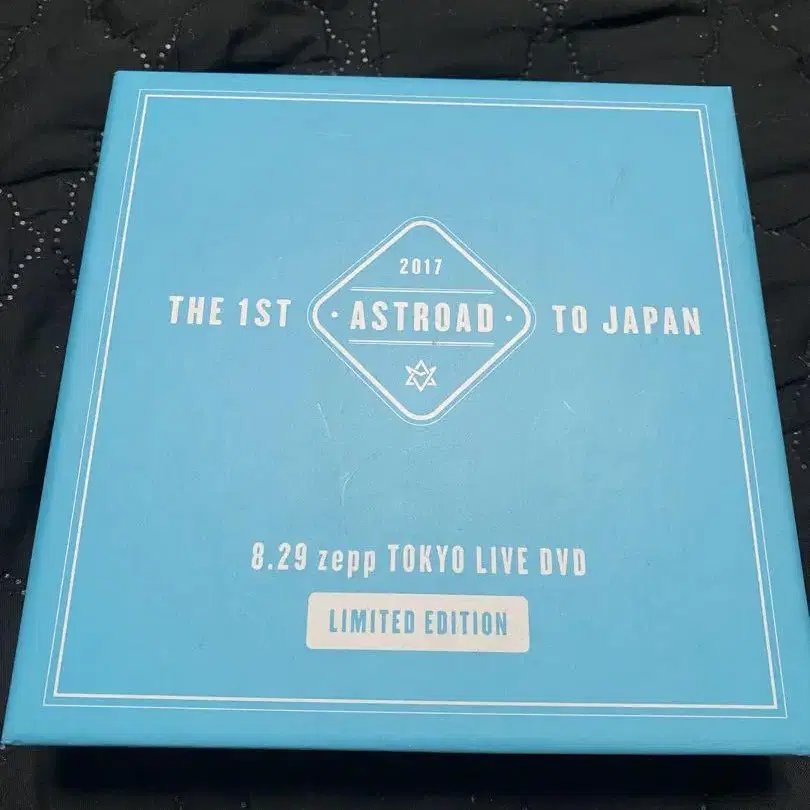 2017
THE 1ST · ASTROAD · TO JAPAN
8.29 zepp TOKYO LIVE DVD
LIMITED EDITION